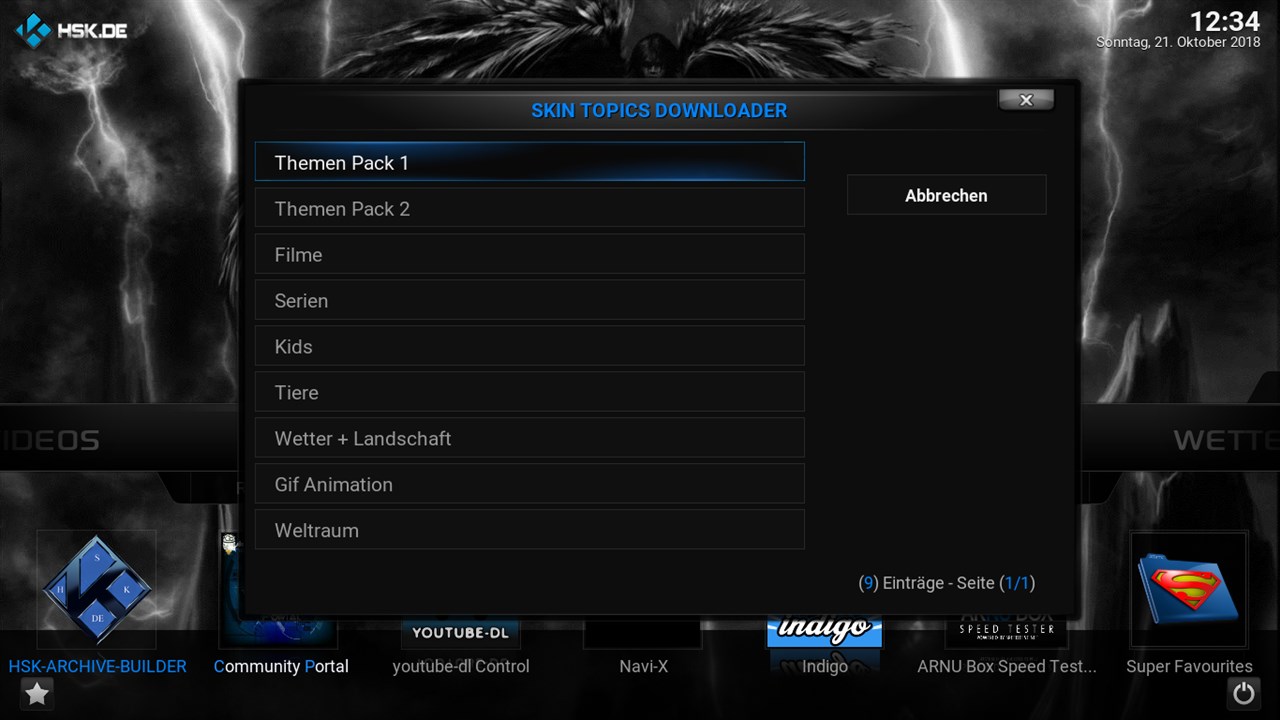 HSK.DE
12:34
Sonntag, 21. Oktober 2018
SKIN TOPICS DOWNLOADER
Themen Pack 1
Abbrechen
Themen Pack 2
Filme
Serien
Kids
Tiere
Wetter + Landschaft
Gif Animation
Weltraum
(9) Einträge - Seite (1/1)
IDEOS
WETTE
S
H
K
DE
YOUTUBE-DL
indigo
SPEED TESTER
HSK-ARCHIVE-BUILDER
Community Portal
youtube-dl Control
Navi-X
Indigo
ARNU Box Speed Test...
Super Favourites